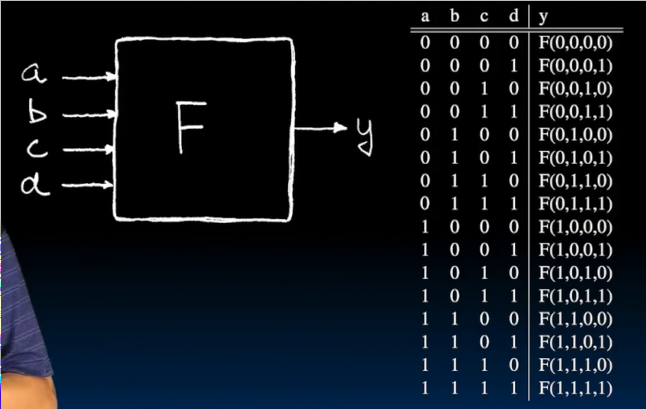 a
b
c
d
F
y
a b c d y
0 0 0 0 F(0,0,0,0)
0 0 0 1 F(0,0,0,1)
0 0 1 0 F(0,0,1,0)
0 0 1 1 F(0,0,1,1)
0 1 0 0 F(0,1,0,0)
0 1 0 1 F(0,1,0,1)
0 1 1 0 F(0,1,1,0)
0 1 1 1 F(0,1,1,1)
1 0 0 0 F(1,0,0,0)
1 0 0 1 F(1,0,0,1)
1 0 1 0 F(1,0,1,0)
1 0 1 1 F(1,0,1,1)
1 1 0 0 F(1,1,0,0)
1 1 0 1 F(1,1,0,1)
1 1 1 0 F(1,1,1,0)
1 1 1 1 F(1,1,1,1)